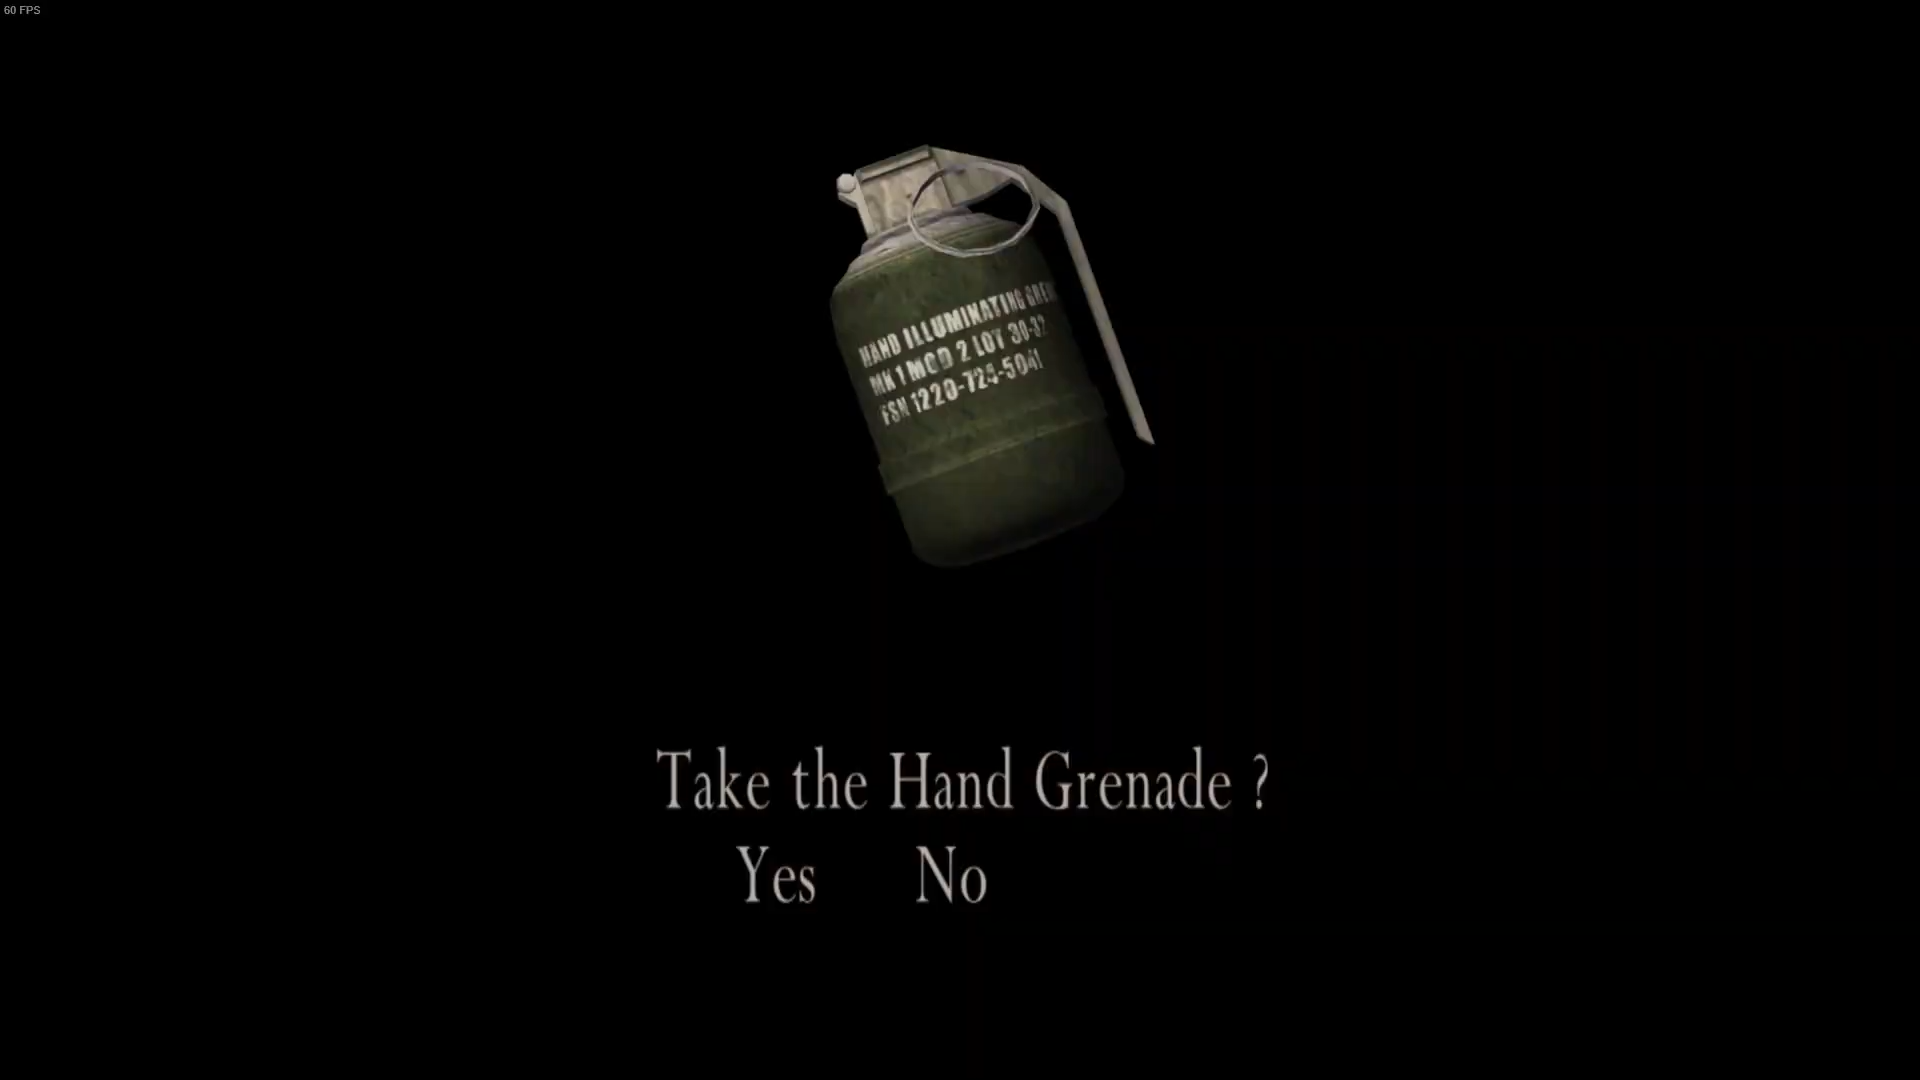 60 FPS
HAND ILLUMINATING
MK 1 MOD 2 LOT 30-32
FSN 1220-724-5041
Take the Hand Grenade ?
Yes No